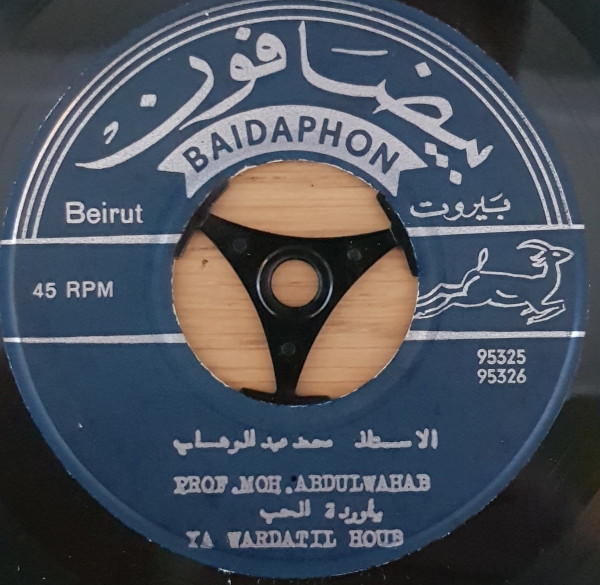 بيضافون
BAIDAPHON
Beirut
بيروت
45 RPM
95325
95326
الاستاذ محمد عبد الوهاب
PROF.MOH.ABDULWAHAB
ياوردة الحب
YA WARDATIL HOUB